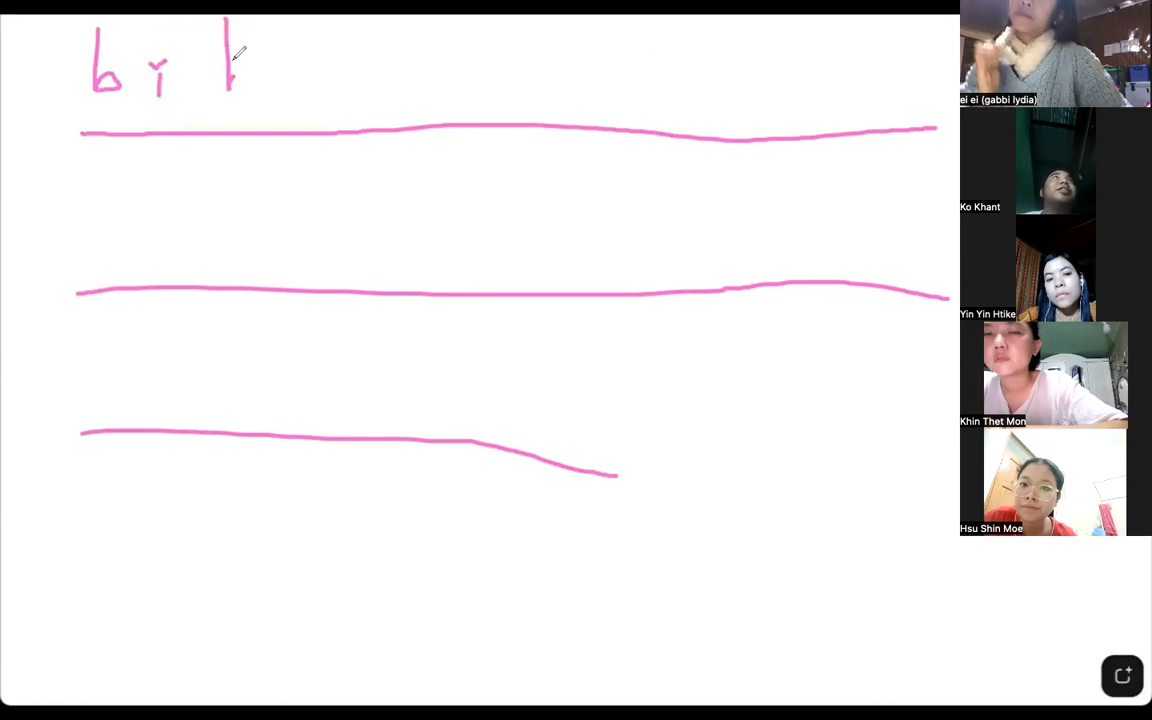 b i l
ei ei (gabbi lydia)
Ko Khant
Yin Yin Htike
Khin Thet Mon
Hsu Shin Moe